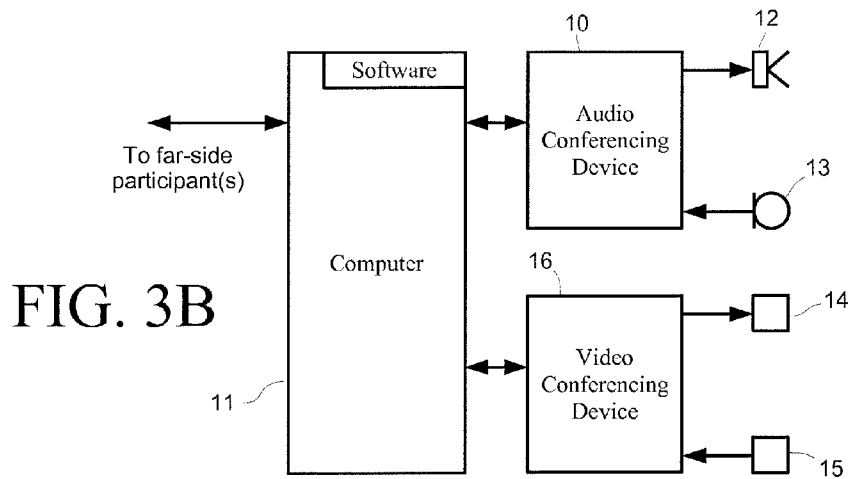 10
12
Software
Audio
Conferencing
Device
To far-side
participant(s)
13
Computer
16
FIG. 3B
14
Video
Conferencing
Device
11
15